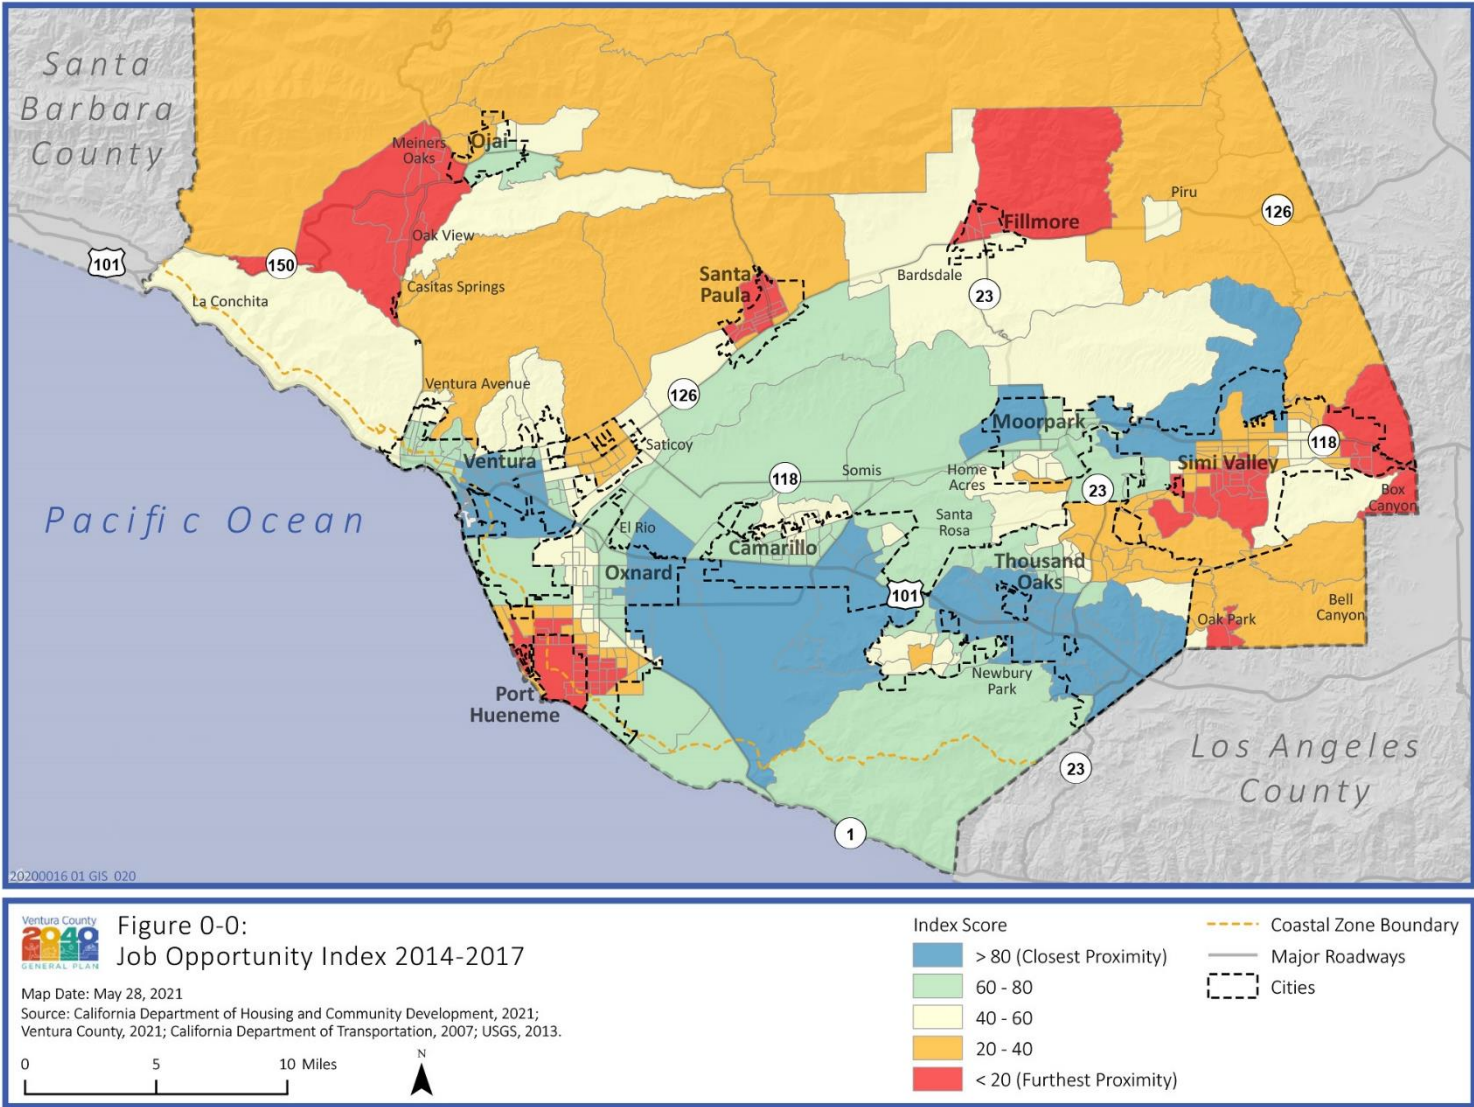 Santa
Barbara
County
Meiners
Oaks
Ojai
Piru
126
Fillmore
Oak View
101
150
Santa
Paula
Bardsdale
Casitas Springs
23
La Conchita
Ventura Avenue
126
Moorpark
118
Saticoy
Ventura
Simi Valley
118
Somis
Home
Acres
23
Box
Canyon
Pacific Ocean
El Rio
Santa
Rosa
Camarillo
Oxnard
Thousand
Oaks
101
Bell
Canyon
Oak Park
Newbury
Park
Port
Hueneme
Los Angeles
County
23
1
20200016 01 GIS 020
Ventura County
2040
GENERAL PLAN
Figure 0-0:
Job Opportunity Index 2014-2017
Map Date: May 28, 2021
Source: California Department of Housing and Community Development, 2021;
Ventura County, 2021; California Department of Transportation, 2007; USGS, 2013.
0 5 10 Miles
N
Index Score
> 80 (Closest Proximity)
60 - 80
40 - 60
20 - 40
< 20 (Furthest Proximity)
Coastal Zone Boundary
Major Roadways
Cities